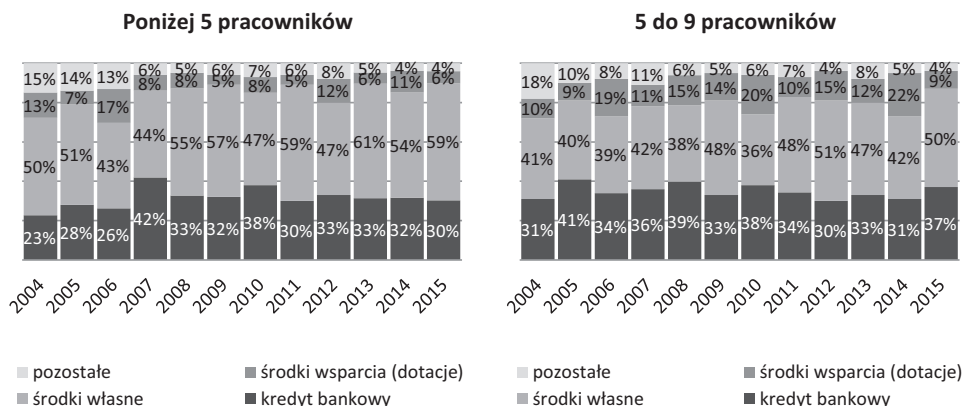 Poniżej 5 pracowników
15% 14% 13% 6% 5% 6% 7% 6% 8% 5% 4% 4%
13% 7% 17% 8% 8% 5% 8% 5% 12% 6% 11% 6%
50% 51% 43% 44% 55% 57% 47% 59% 47% 61% 54% 59%
23% 28% 26% 42% 33% 32% 38% 30% 33% 33% 32% 30%
2004 2005 2006 2007 2008 2009 2010 2011 2012 2013 2014 2015
pozostałe środki wsparcia (dotacje)
środki własne kredyt bankowy
5 do 9 pracowników
18% 10% 8% 11% 6% 5% 6% 7% 4% 8% 5% 4%
10% 9% 19% 11% 15% 14% 20% 10% 15% 12% 22% 9%
41% 40% 39% 42% 38% 48% 36% 48% 51% 47% 42% 50%
31% 41% 34% 36% 39% 33% 38% 34% 30% 33% 31% 37%
2004 2005 2006 2007 2008 2009 2010 2011 2012 2013 2014 2015
pozostałe środki wsparcia (dotacje)
środki własne kredyt bankowy